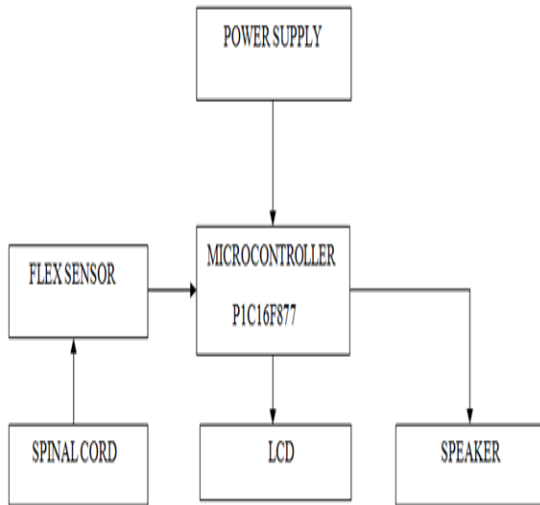 POWER SUPPLY
MICROCONTROLLER
P1C16F877
FLEX SENSOR
SPINAL CORD
LCD
SPEAKER